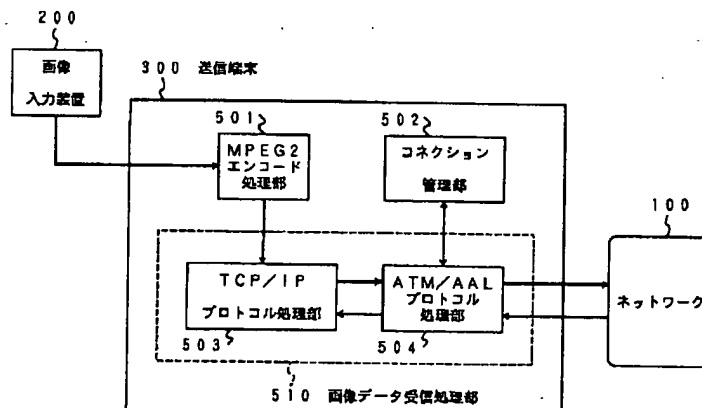 200
画像
入力装置
300 送信端末
501
MPEG2
エンコード
処理部
502
コネクション
管理部
100
ネットワーク
TCP/IP
プロトコル処理部
503
ATM/AAL
プロトコル
処理部
504
510 画像データ受信処理部